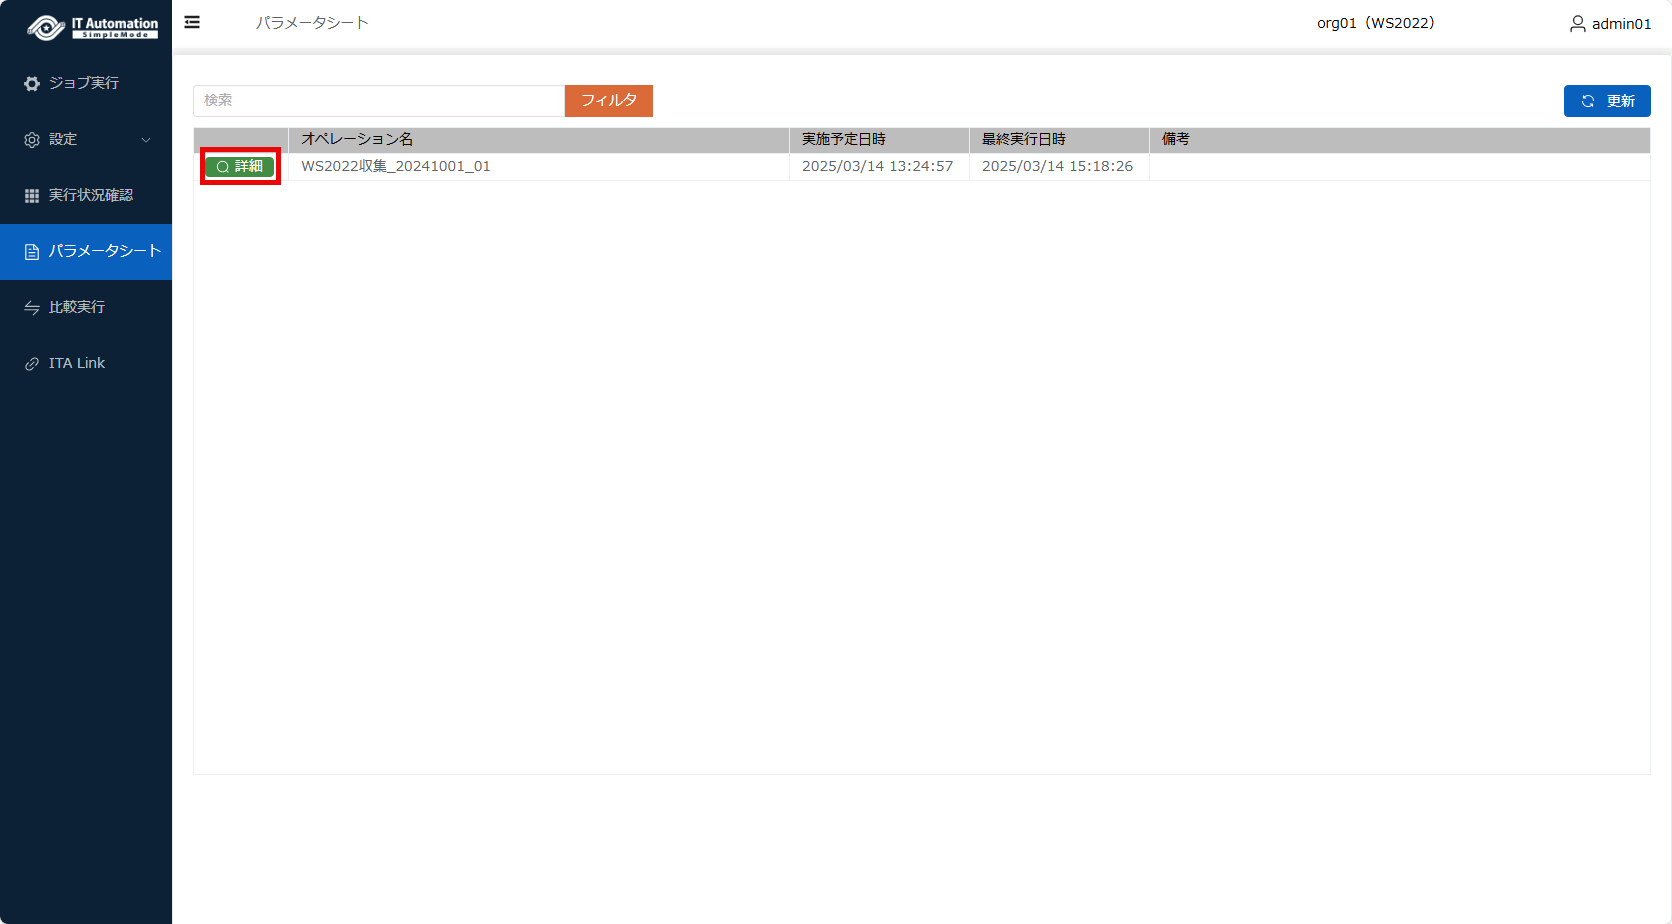 IT Automation
SimpleMode
パラメータシート
org01（WS2022）
admin01
ジョブ実行
設定
実行状況確認
パラメータシート
比較実行
ITA Link
検索
フィルタ
更新
オペレーション名
実施予定日時
最終実行日時
備考
詳細
WS2022収集_20241001_01
2025/03/14 13:24:57
2025/03/14 15:18:26